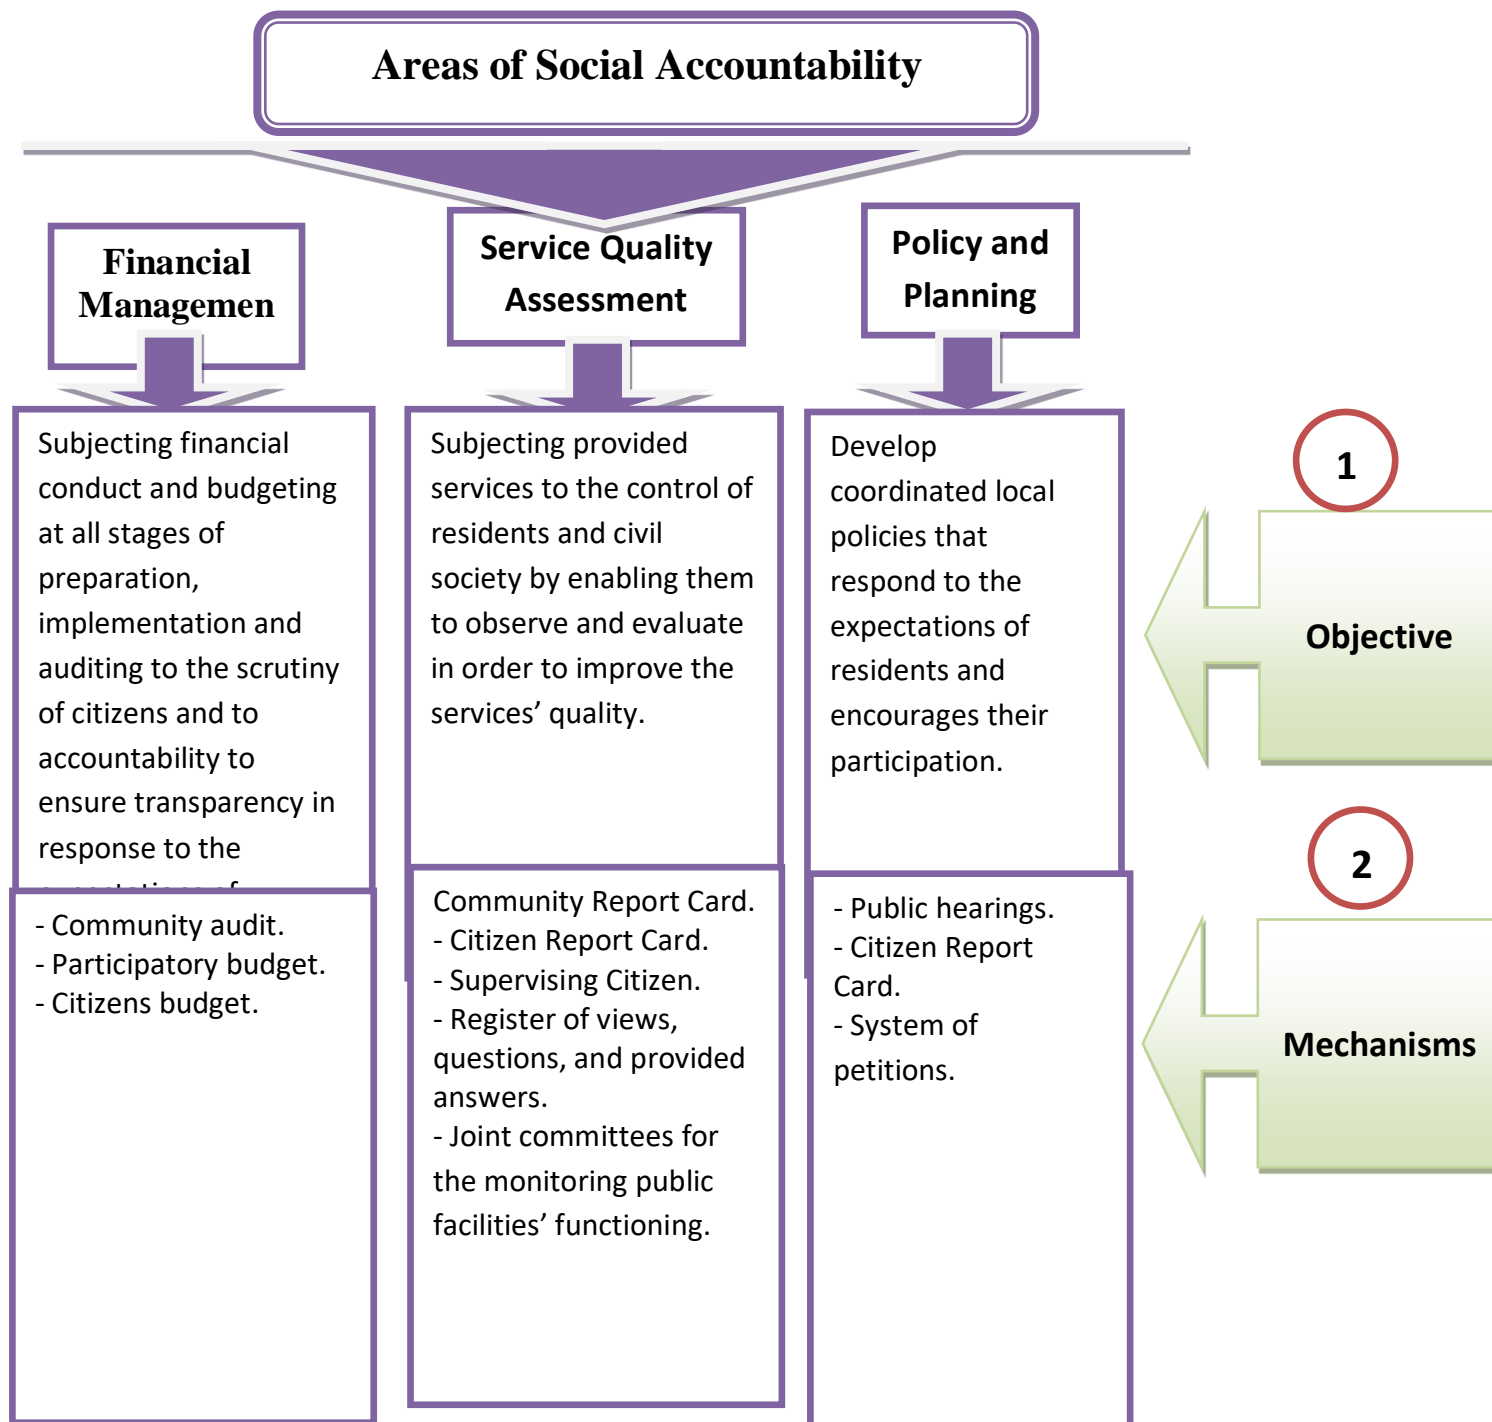 Areas of Social Accountability
Financial
Managemen
Service Quality
Assessment
Policy and
Planning
Subjecting financial
conduct and budgeting
at all stages of
preparation,
implementation and
auditing to the scrutiny
of citizens and to
accountability to
ensure transparency in
response to the
Subjecting provided
services to the control of
residents and civil
society by enabling them
to observe and evaluate
in order to improve the
services’ quality.
Develop
coordinated local
policies that
respond to the
expectations of
residents and
encourages their
participation.
1
Objective
- Community audit.
- Participatory budget.
- Citizens budget.
Community Report Card.
- Citizen Report Card.
- Supervising Citizen.
- Register of views,
questions, and provided
answers.
- Joint committees for
the monitoring public
facilities’ functioning.
- Public hearings.
- Citizen Report
Card.
- System of
petitions.
2
Mechanisms